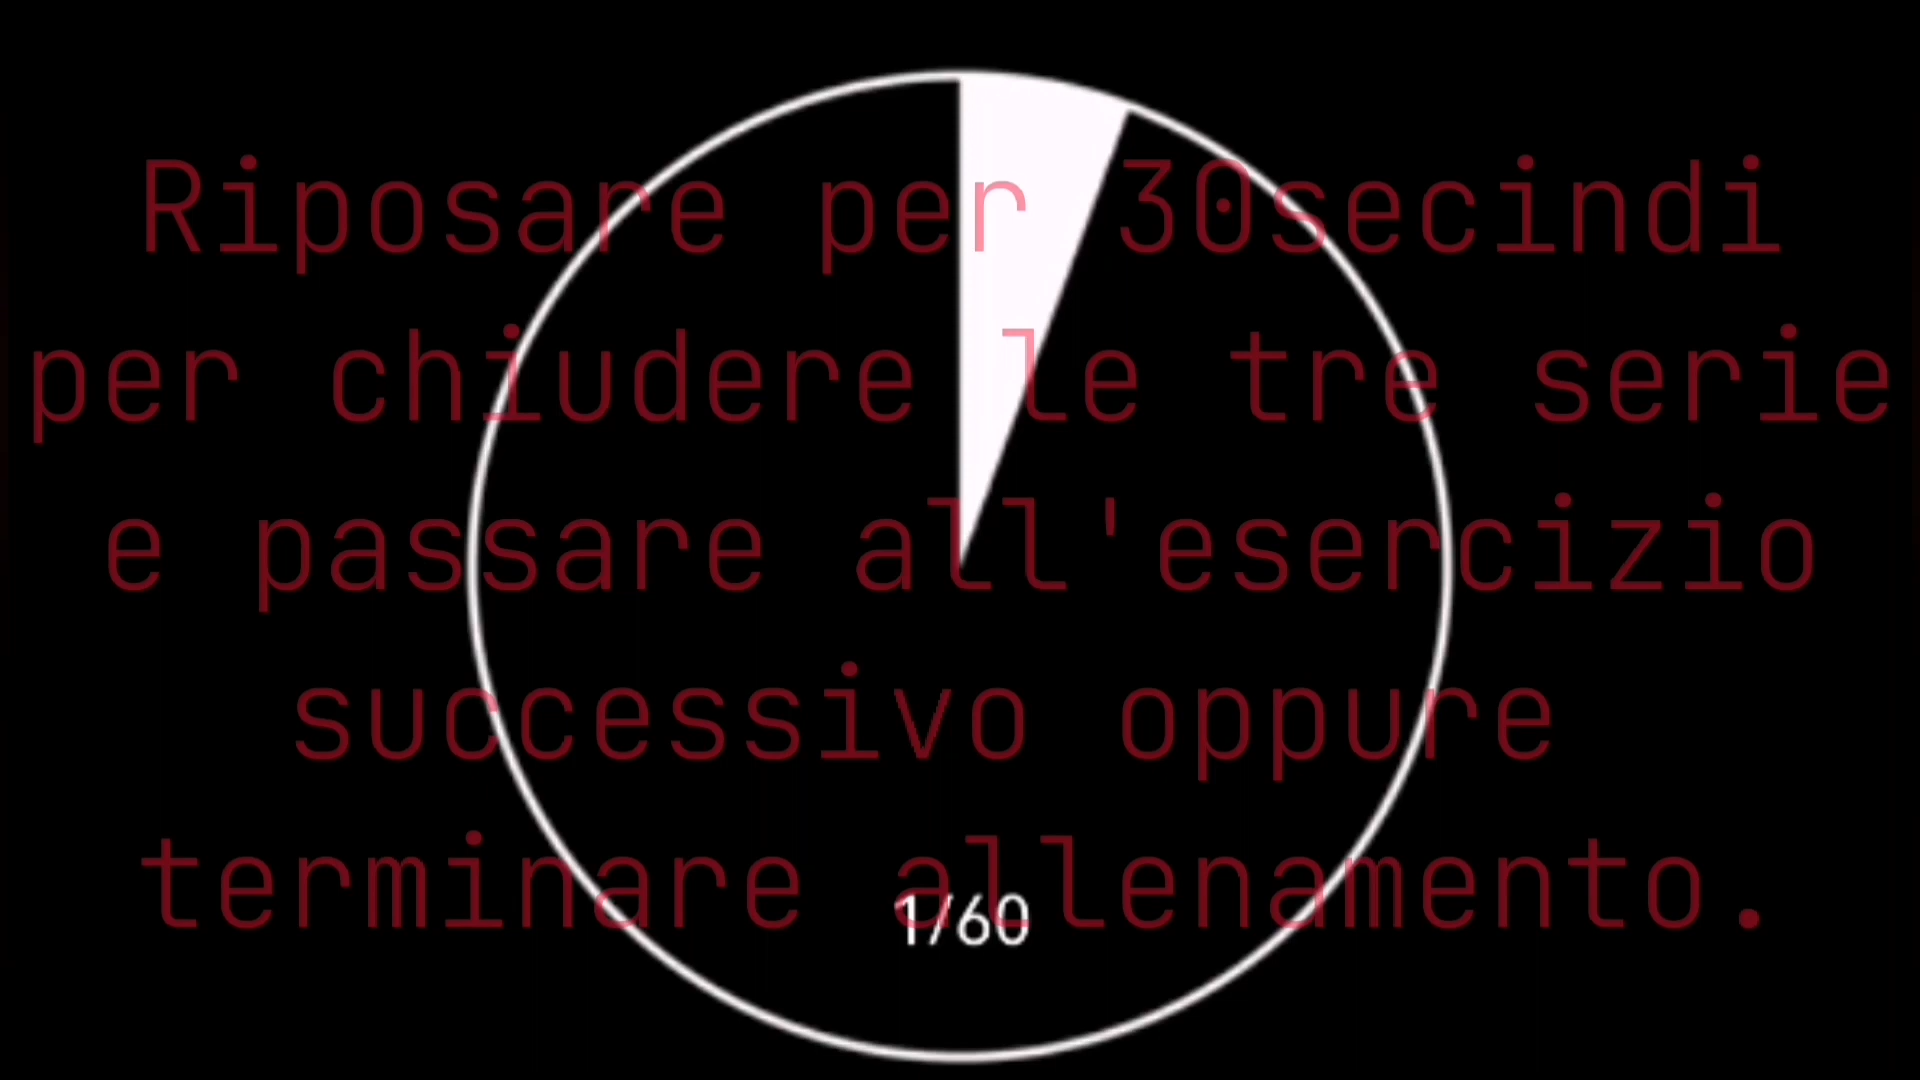 Riposare per 30secindi
per chiudere le tre serie
e passare all'esercizio
successivo oppure
terminare allenamento.
1/60